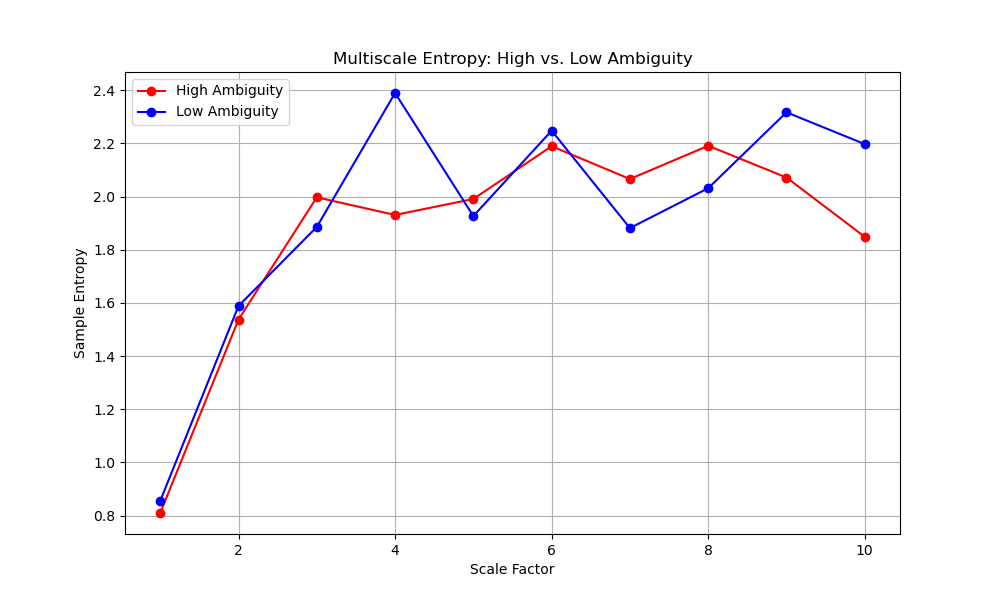 Multiscale Entropy: High vs. Low Ambiguity
High Ambiguity
Low Ambiguity
Sample Entropy
2.4
2.2
2.0
1.8
1.6
1.4
1.2
1.0
0.8
2 4 6 8 10
Scale Factor